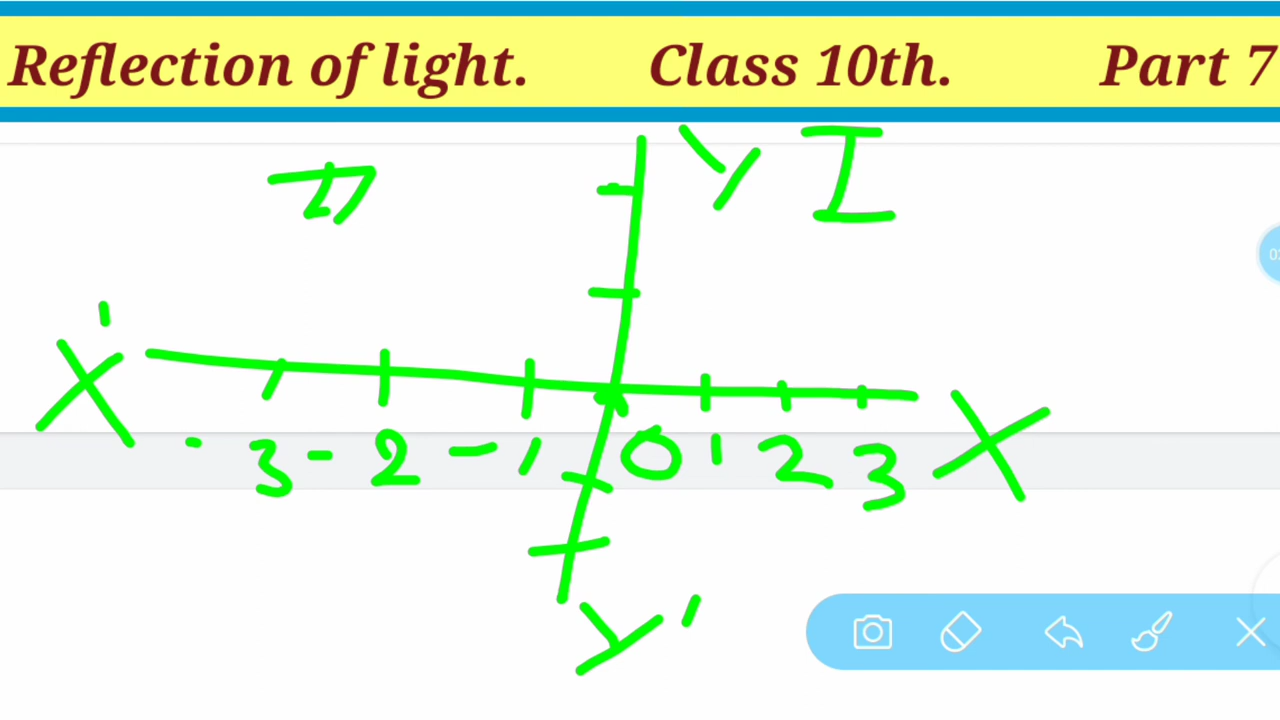 Reflection of light. Class 10th. Part 7
Y I
II
X'
-3 -2 -1 0 1 2 3 X
Y'